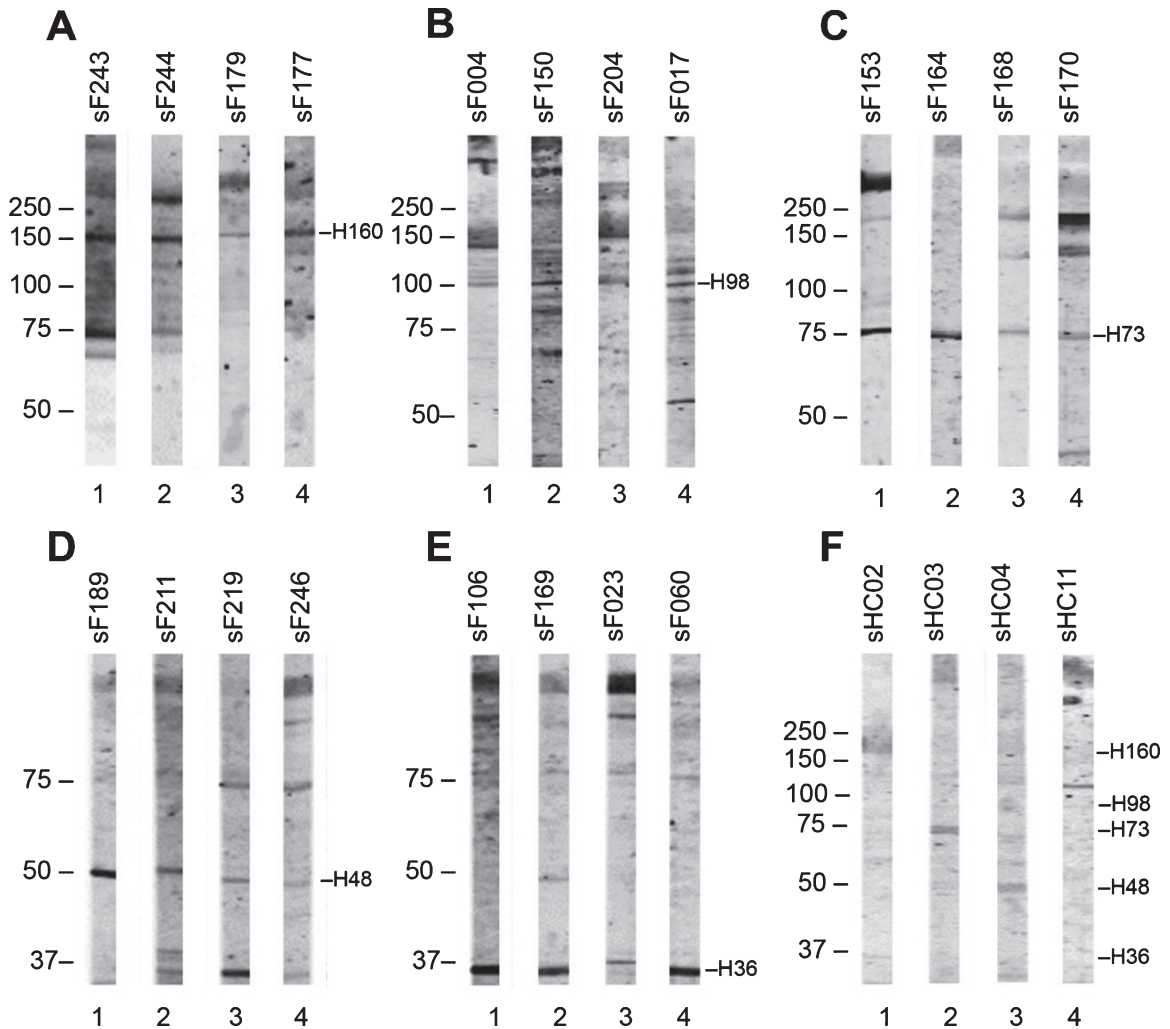 A
sF243 sF244 sF179 sF177
250 –
150 –
100 –
75 –
50 –
–H160
1 2 3 4
B
sF004 sF150 sF204 sF017
250 –
150 –
100 –
75 –
50–
–H98
1 2 3 4
C
sF153 sF164 sF168 sF170
250 –
150 –
100 –
75 –
50 –
–H73
1 2 3 4
D
sF189 sF211 sF219 sF246
75 –
50 –
37–
–H48
1 2 3 4
E
sF106 sF169 sF023 sF060
75 –
50 –
37–
–H36
1 2 3 4
F
sHC02 sHC03 sHC04 sHC11
250 –
150 –
100 –
75 –
50 –
37 –
–H160
–H98
–H73
–H48
–H36
1 2 3 4